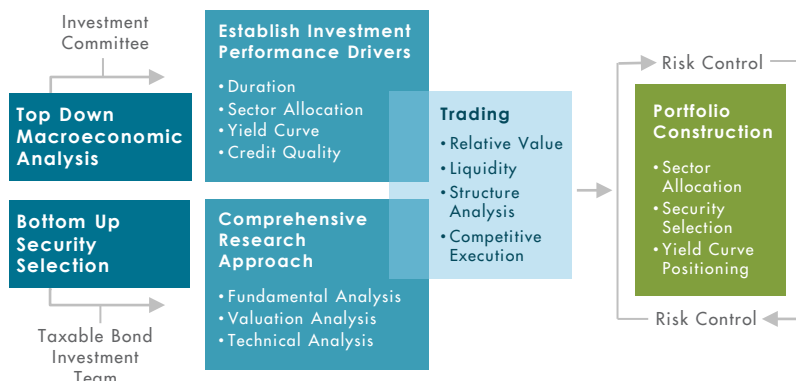 Investment
Committee
Top Down
Macroeconomic
Analysis
Bottom Up
Security
Selection
Taxable Bond
Investment
Team
Establish Investment
Performance Drivers
• Duration
• Sector Allocation
• Yield Curve
• Credit Quality
Comprehensive
Research
Approach
• Fundamental Analysis
• Valuation Analysis
• Technical Analysis
Trading
• Relative Value
• Liquidity
• Structure
Analysis
• Competitive
Execution
Risk Control
Portfolio
Construction
• Sector
Allocation
• Security
Selection
• Yield Curve
Positioning
Risk Control